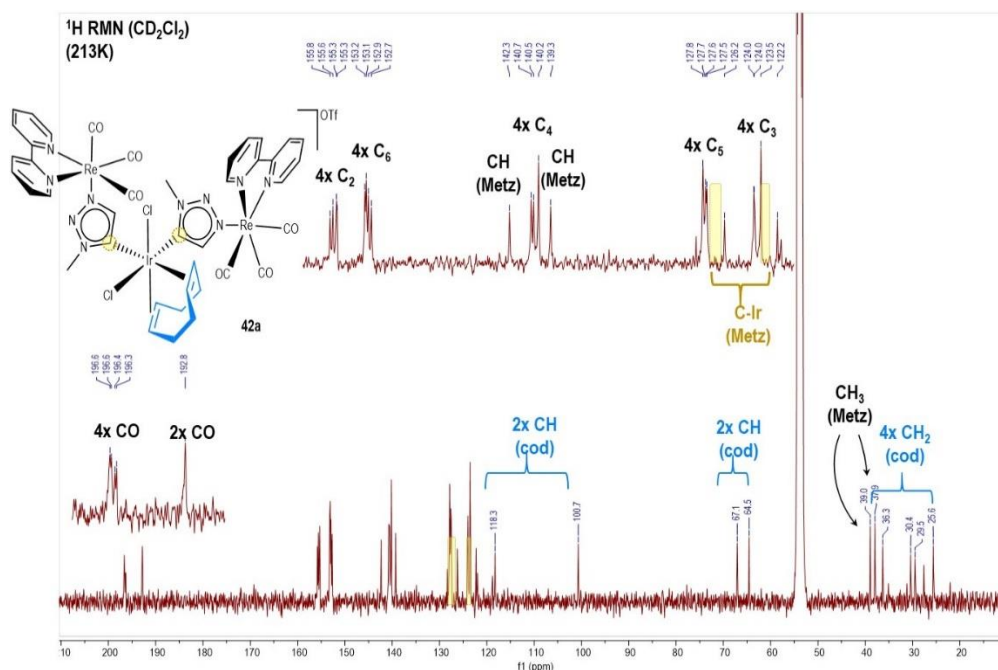 ¹H RMN (CD₂Cl₂)
(213K)
155.8
155.6
155.3
155.3
153.2
153.1
152.9
152.7
142.3
140.7
140.5
140.2
139.3
127.8
127.7
127.6
127.5
126.2
124.0
124.0
123.5
122.2
4x C₂
4x C₆
CH
(Metz)
4x C₄
CH
(Metz)
4x C₅
4x C₃
C-Ir
(Metz)
OTf
N
N
Re
CO
CO
CO
N
N
N
Cl
Cl
Ir
N
N
N
N
N
Re
CO
OC
CO
42a
196.6
196.6
196.4
196.3
192.8
4x CO
2x CO
2x CH
(cod)
2x CH
(cod)
CH₃
(Metz)
4x CH₂
(cod)
118.3
100.7
67.1
64.5
39.0
37.9
36.3
30.4
29.5
25.6
210 200 190 180 170 160 150 140 130 120 110 100 90 80 70 60 50 40 30 20
f1 (ppm)